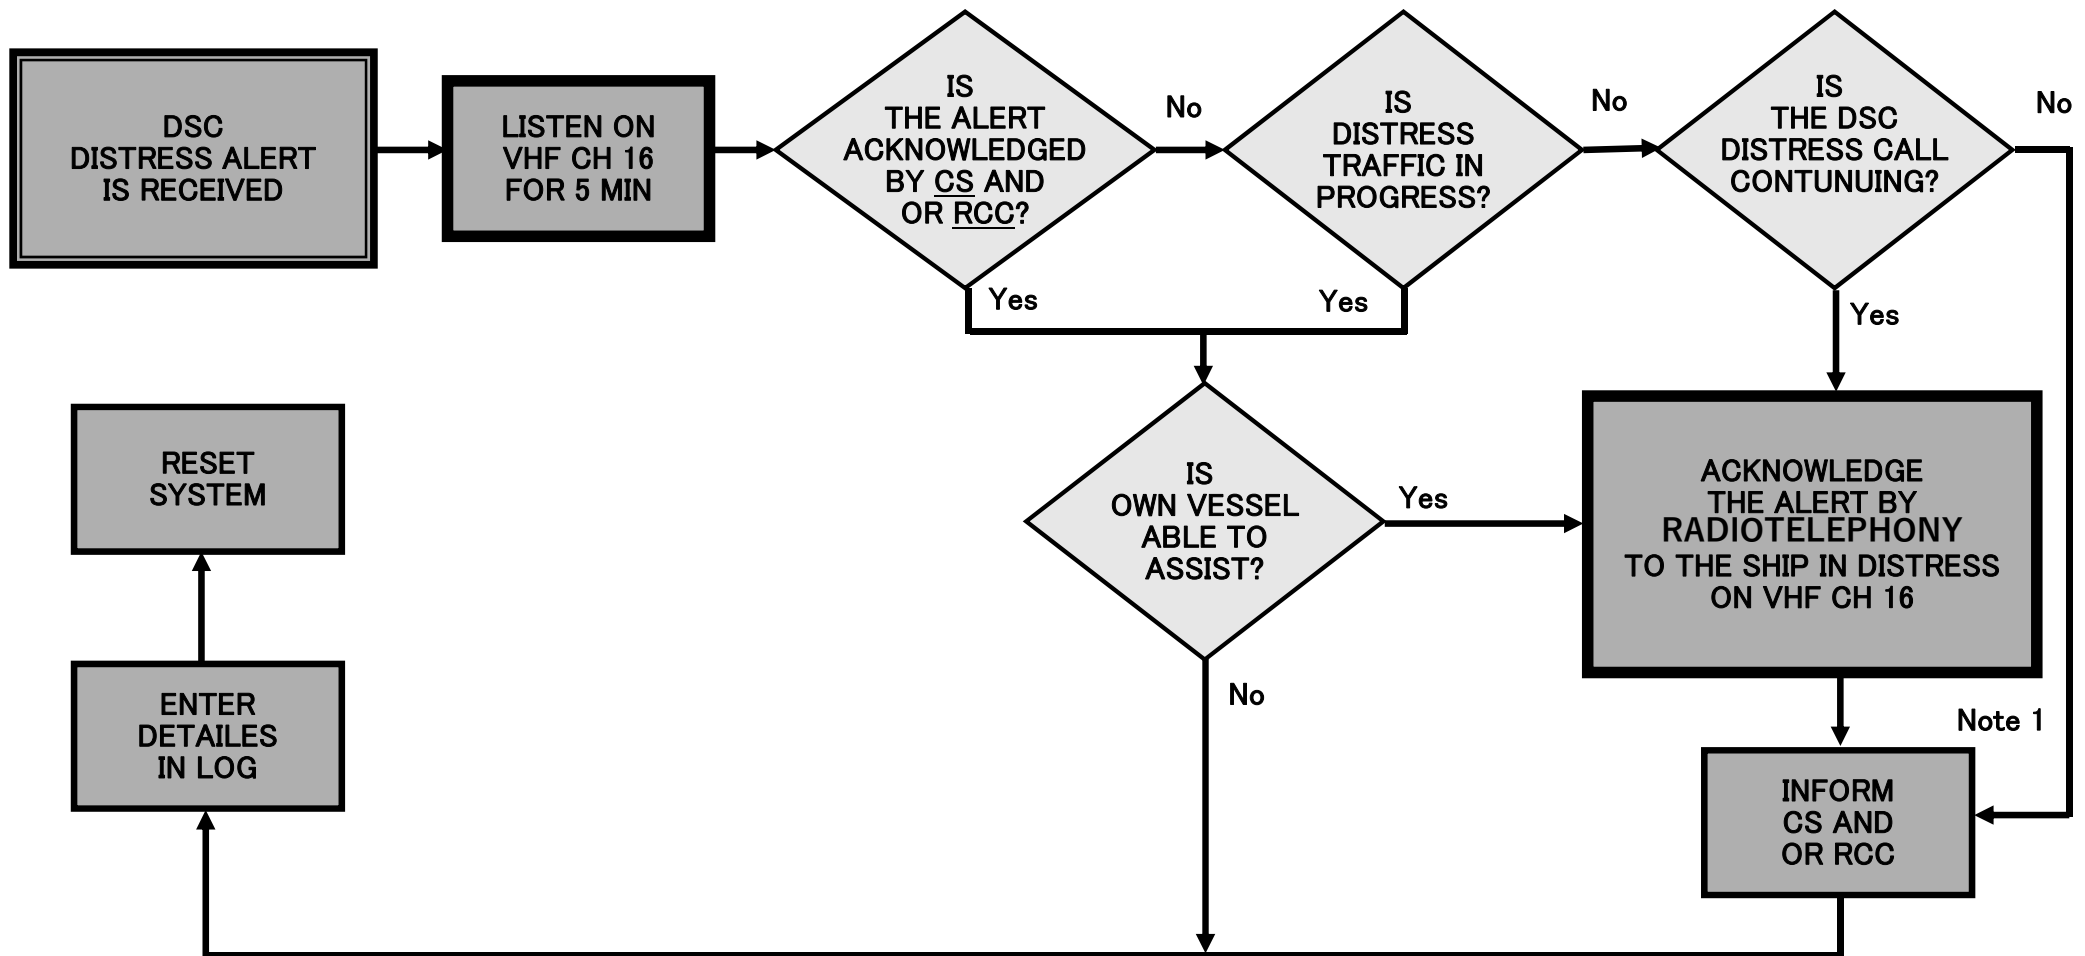 DSC
DISTRESS ALERT
IS RECEIVED
LISTEN ON
VHF CH 16
FOR 5 MIN
IS
THE ALERT
ACKNOWLEDGED
BY CS AND
OR RCC?
No
IS
DISTRESS
TRAFFIC IN
PROGRESS?
No
IS
THE DSC
DISTRESS CALL
CONTUNUING?
No
Yes
Yes
Yes
RESET
SYSTEM
IS
OWN VESSEL
ABLE TO
ASSIST?
Yes
ACKNOWLEDGE
THE ALERT BY
RADIOTELEPHONY
TO THE SHIP IN DISTRESS
ON VHF CH 16
ENTER
DETAILES
IN LOG
No
Note 1
INFORM
CS AND
OR RCC